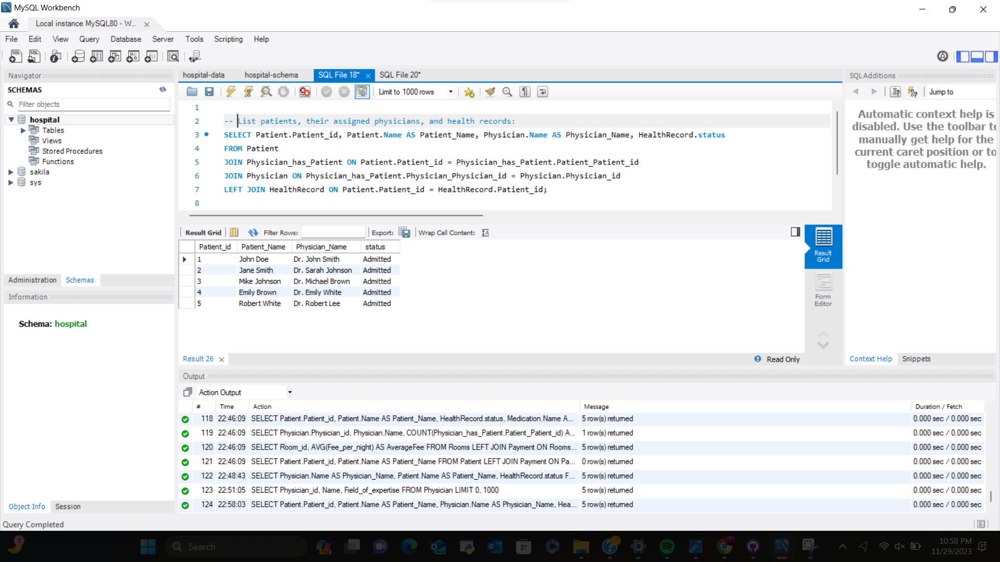 MySQL Workbench
Local instance MySQL80 - W...
File Edit View Query Database Server Tools Scripting Help
Navigator
SCHEMAS
Filter objects
hospital
Tables
Views
Stored Procedures
Functions
sakila
sys
Administration Schemas
Information
Schema: hospital
Object Info Session
hospital-data hospital-schema SQL File 18* SQL File 20*
Limit to 1000 rows
1
2 -- List patients, their assigned physicians, and health records:
3 SELECT Patient.Patient_id, Patient.Name AS Patient_Name, Physician.Name AS Physician_Name, HealthRecord.status
4 FROM Patient
5 JOIN Physician_has_Patient ON Patient.Patient_id = Physician_has_Patient.Patient_Patient_id
6 JOIN Physician ON Physician_has_Patient.Physician_Physician_id = Physician.Physician_id
7 LEFT JOIN HealthRecord ON Patient.Patient_id = HealthRecord.Patient_id;
8
Result Grid Filter Rows: Export: Wrap Cell Content:
Patient_id Patient_Name Physician_Name status
1 John Doe Dr. John Smith Admitted
2 Jane Smith Dr. Sarah Johnson Admitted
3 Mike Johnson Dr. Michael Brown Admitted
4 Emily Brown Dr. Emily White Admitted
5 Robert White Dr. Robert Lee Admitted
Result Grid
Form Editor
Result 26 Read Only
SQLAdditions
Jump to
Automatic context help is
disabled. Use the toolbar to
manually get help for the
current caret position or to
toggle automatic help.
Context Help Snippets
Output
Action Output
# Time Action Message Duration / Fetch
118 22:46:09 SELECT Patient.Patient_id, Patient.Name AS Patient_Name, HealthRecord.status, Medication.Name A... 5 row(s) returned 0.000 sec / 0.000 sec
119 22:46:09 SELECT Physician.Physician_id, Physician.Name, COUNT(Physician_has_Patient.Patient_Patient_id) A... 1 row(s) returned 0.000 sec / 0.000 sec
120 22:46:09 SELECT Room_id, AVG(Fee_per_night) AS AverageFee FROM Rooms LEFT JOIN Payment ON Rooms... 5 row(s) returned 0.000 sec / 0.000 sec
121 22:46:09 SELECT Patient.Patient_id, Patient.Name AS Patient_Name FROM Patient LEFT JOIN Payment ON Pa... 0 row(s) returned 0.000 sec / 0.000 sec
122 22:48:43 SELECT Physician.Name AS Physician_Name, Patient.Name AS Patient_Name, HealthRecord.status F... 5 row(s) returned 0.000 sec / 0.000 sec
123 22:51:05 SELECT Physician_id, Name, Field_of_expertise FROM Physician LIMIT 0, 1000 5 row(s) returned 0.000 sec / 0.000 sec
124 22:58:03 SELECT Patient.Patient_id, Patient.Name AS Patient_Name, Physician.Name AS Physician_Name, Hea... 5 row(s) returned 0.000 sec / 0.000 sec
Query Completed
1
Search
PRE
NEW
10:58 PM
11/29/2023